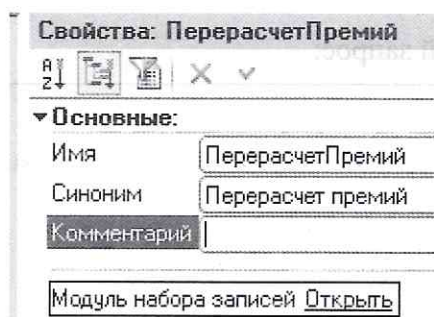 Свойства: ПерерасчетПремий
▼Основные:
Имя ПерерасчетПремий
Синоним Перерасчет премий
Комментарий
Модуль набора записей Открыть